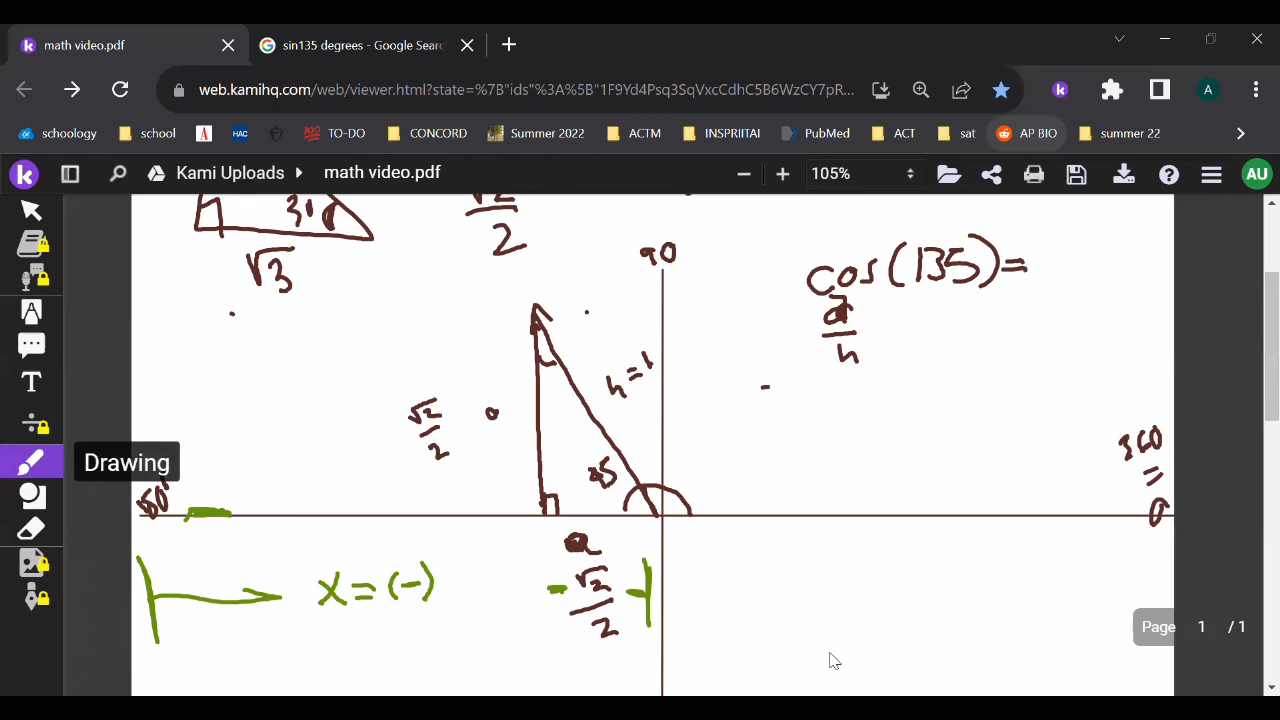 math video.pdf
sin135 degrees - Google Searc
web.kamihq.com/web/viewer.html?state=%7B"ids"%3A%5B"1F9Yd4Psq3SqVxcCdhC5B6WzCY7pR...
A
schoology
school
A
HAC
TO-DO
CONCORD
Summer 2022
ACTM
INSPRITAI
PubMed
ACT
sat
AP BIO
summer 22
Kami Uploads
math video.pdf
105%
AU
30
√2
2
√3
90
cos(135)=
a
h
h=1
√2
2
45
360
=
0
Drawing
a
x=(-)
- √2
2
Page 1 / 1